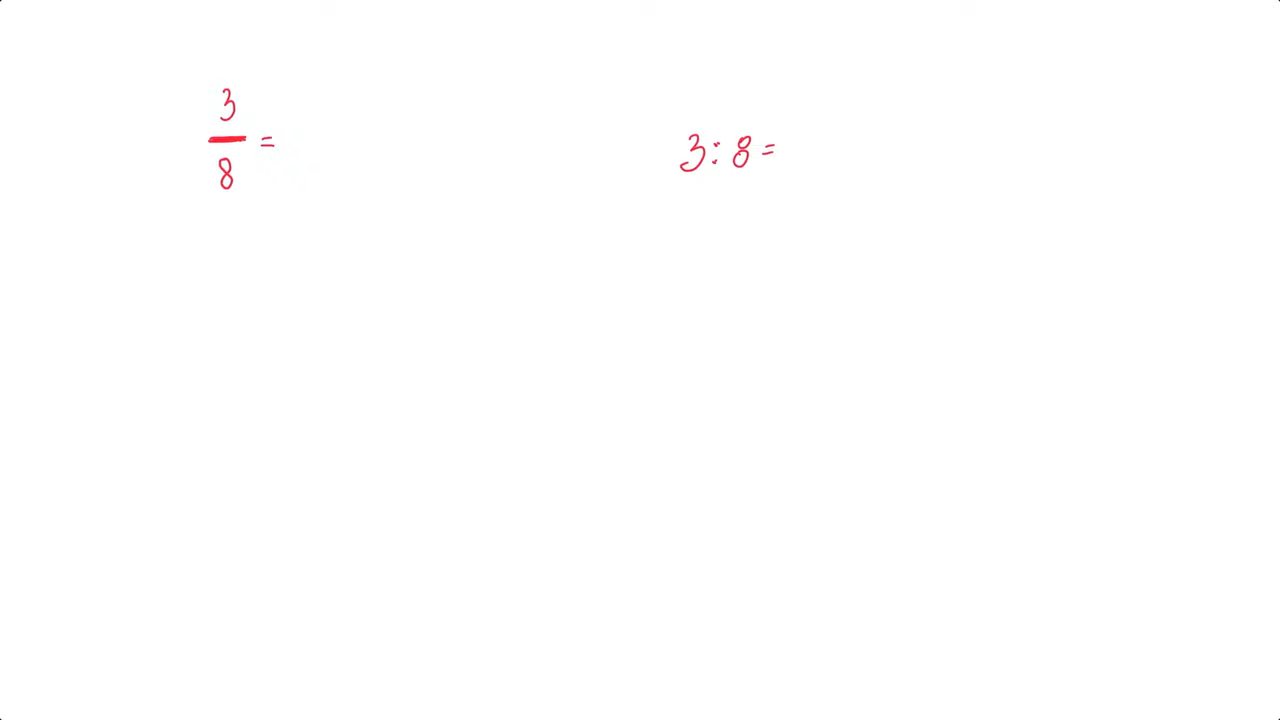 3/8 =
3:8=